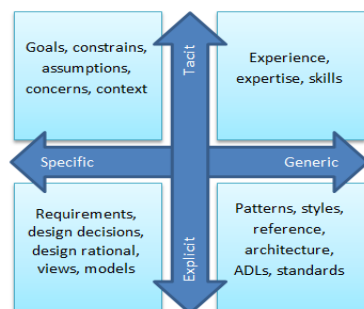 Goals, constrains,
assumptions,
concerns, context
Tacit
Experience,
expertise, skills
Specific
Generic
Requirements,
design decisions,
design rational,
views, models
Explicit
Patterns, styles,
reference,
architecture,
ADLs, standards